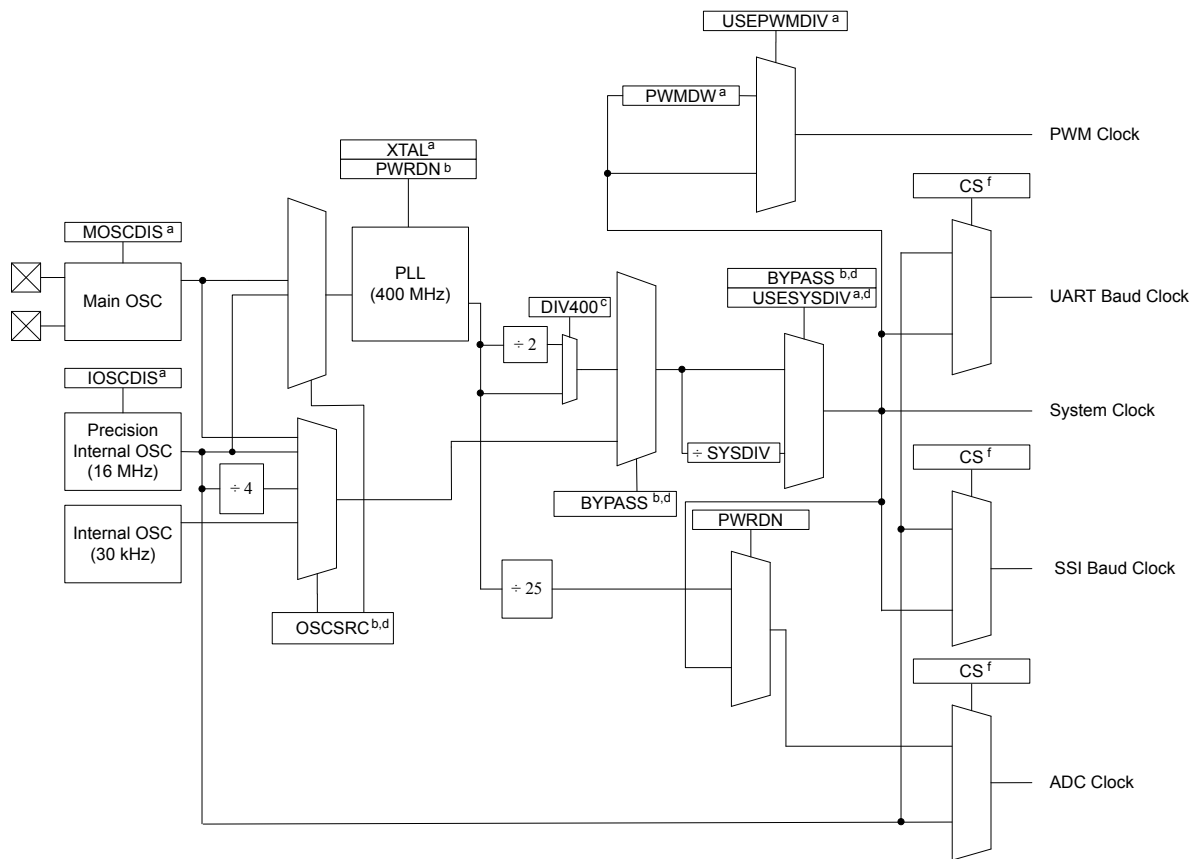 USEPWMDIV a
PWMDW a
PWM Clock
XTAL a
PWRDN b
CS f
MOSCDIS a
Main OSC
PLL
(400 MHz)
BYPASS b,d
USESYSDIV a,d
DIV400 c
UART Baud Clock
÷ 2
IOSCDIS a
Precision
Internal OSC
(16 MHz)
System Clock
÷ SYSDIV
CS f
÷ 4
BYPASS b,d
Internal OSC
(30 kHz)
PWRDN
SSI Baud Clock
÷ 25
OSCSRC b,d
CS f
ADC Clock